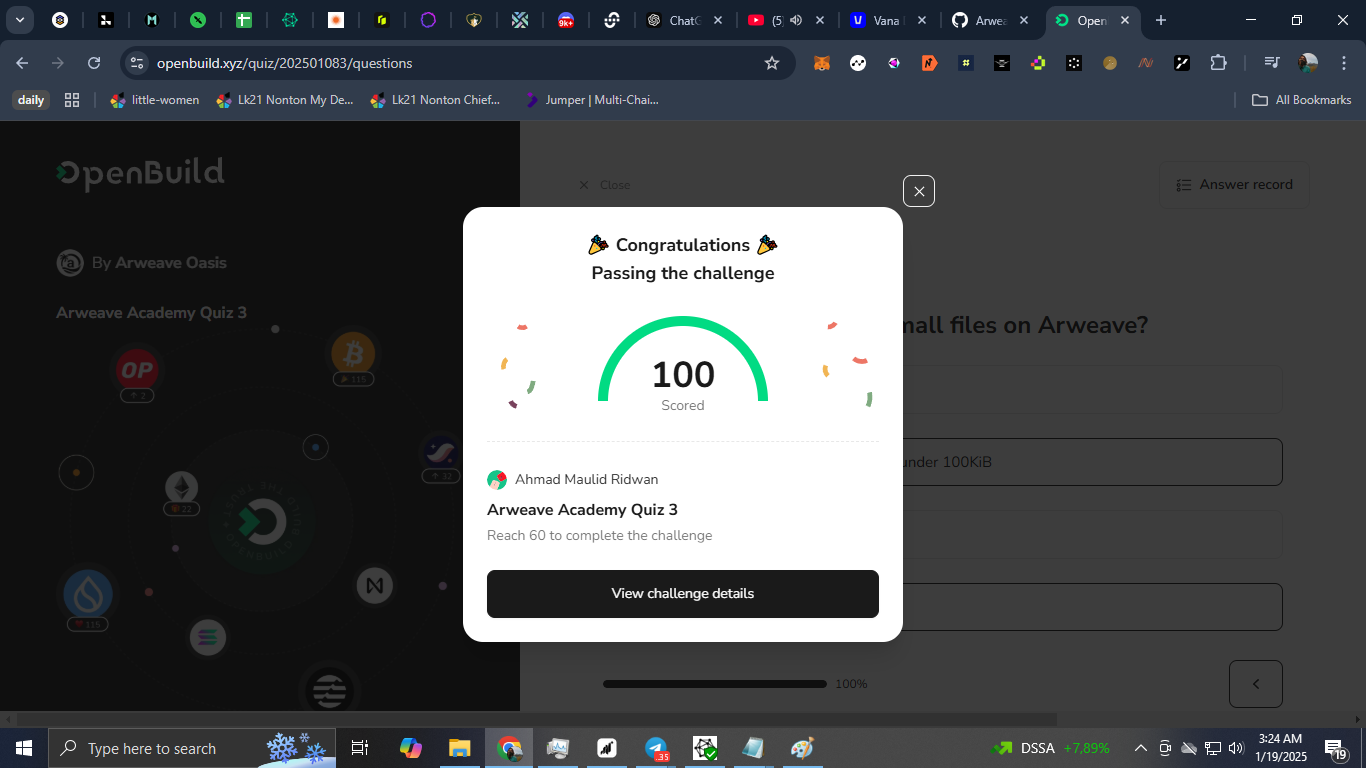 9k+
ChatG
(5
Vana
Arwea
Open
openbuild.xyz/quiz/202501083/questions
daily
little-women
Lk21 Nonton My De...
Lk21 Nonton Chief...
Jumper | Multi-Chai...
All Bookmarks
OpenBuild
Close
Answer record
By Arweave Oasis
Arweave Academy Quiz 3
OP
2
115
32
22
115
mall files on Arweave?
under 100KiB
Congratulations
Passing the challenge
100
Scored
Ahmad Maulid Ridwan
Arweave Academy Quiz 3
Reach 60 to complete the challenge
View challenge details
100%
Type here to search
35
DSSA +7,89%
3:24 AM
1/19/2025
19